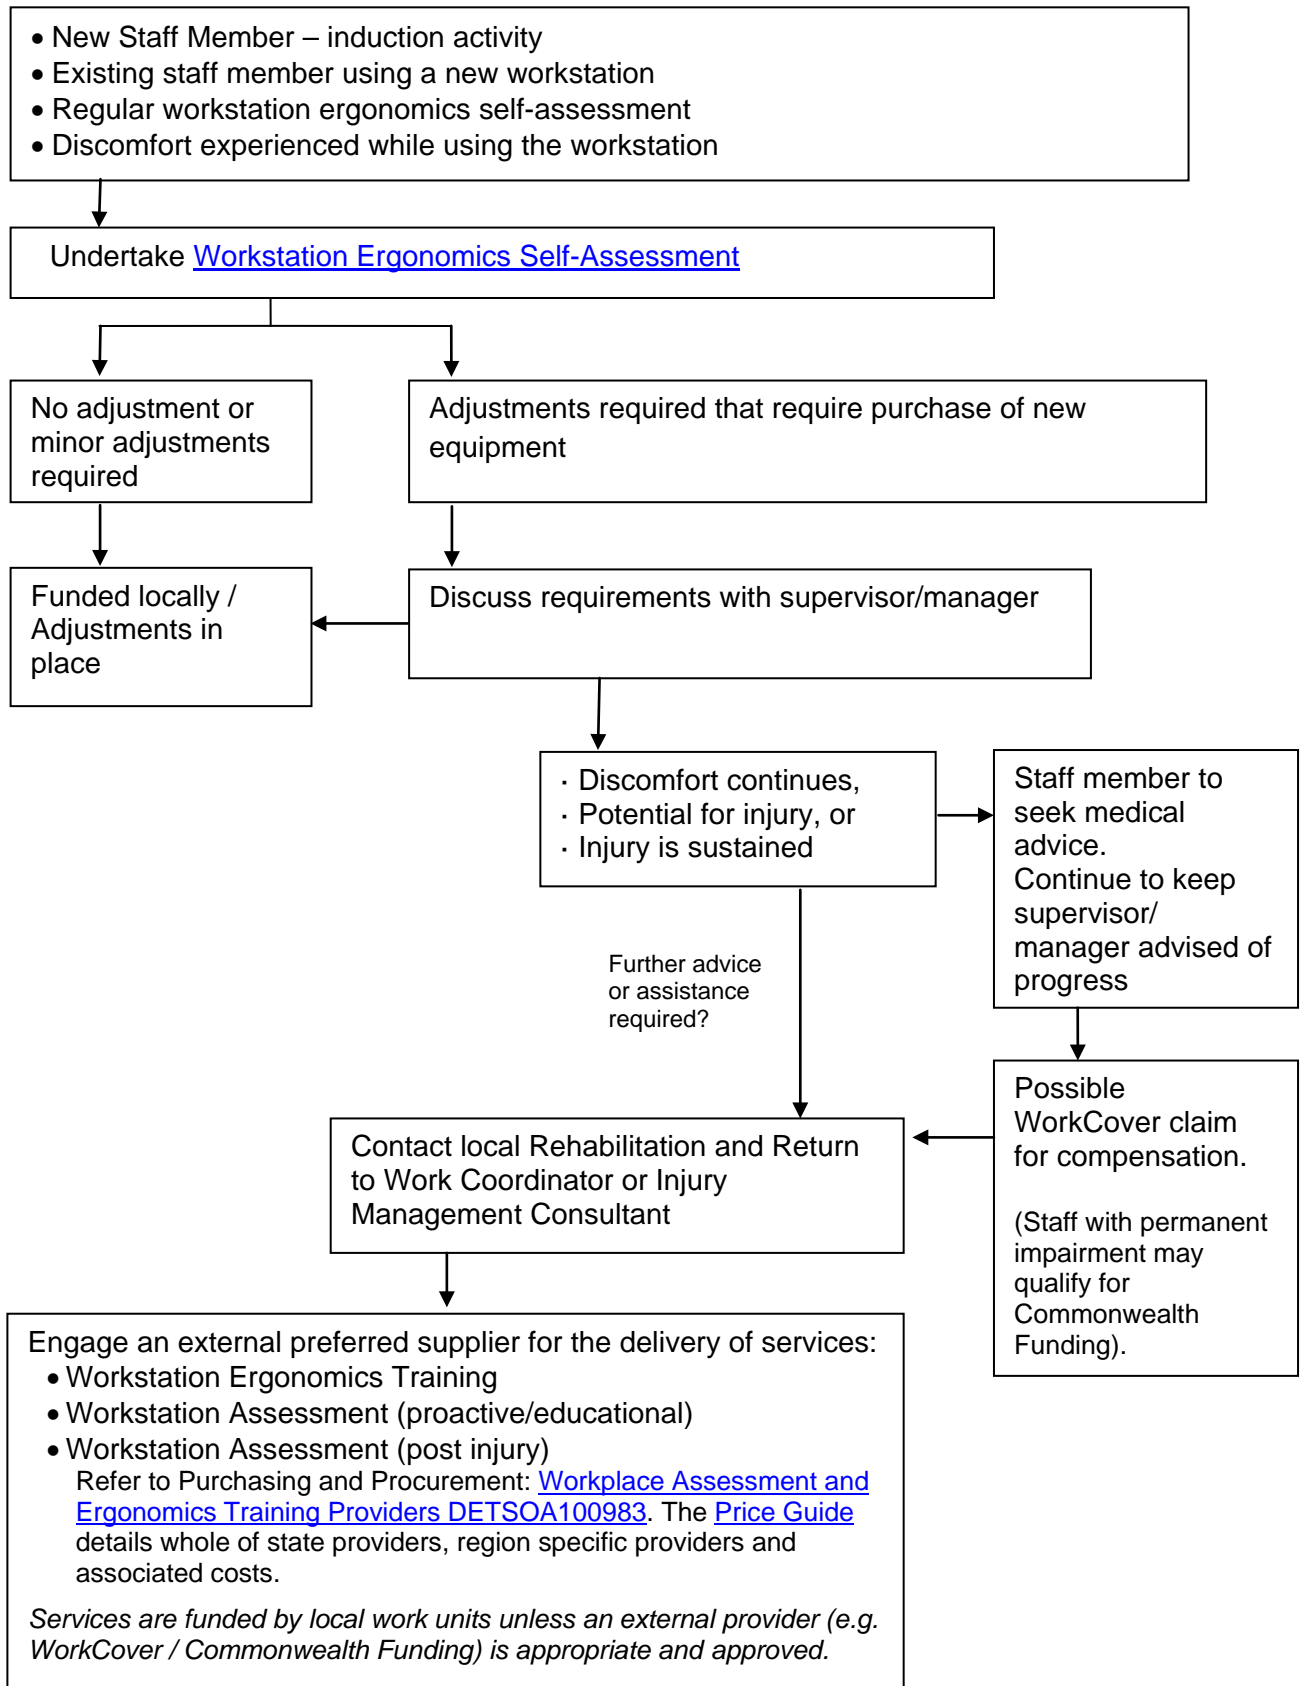 • New Staff Member – induction activity
• Existing staff member using a new workstation
• Regular workstation ergonomics self-assessment
• Discomfort experienced while using the workstation
Undertake Workstation Ergonomics Self-Assessment
No adjustment or
minor adjustments
required
Adjustments required that require purchase of new
equipment
Funded locally /
Adjustments in
place
Discuss requirements with supervisor/manager
· Discomfort continues,
· Potential for injury, or
· Injury is sustained
Staff member to
seek medical
advice.
Continue to keep
supervisor/
manager advised of
progress
Further advice
or assistance
required?
Possible
WorkCover claim
for compensation.
(Staff with permanent
impairment may
qualify for
Commonwealth
Funding).
Contact local Rehabilitation and Return
to Work Coordinator or Injury
Management Consultant
Engage an external preferred supplier for the delivery of services:
• Workstation Ergonomics Training
• Workstation Assessment (proactive/educational)
• Workstation Assessment (post injury)
Refer to Purchasing and Procurement: Workplace Assessment and
Ergonomics Training Providers DETSOA100983. The Price Guide
details whole of state providers, region specific providers and
associated costs.
Services are funded by local work units unless an external provider (e.g.
WorkCover / Commonwealth Funding) is appropriate and approved.